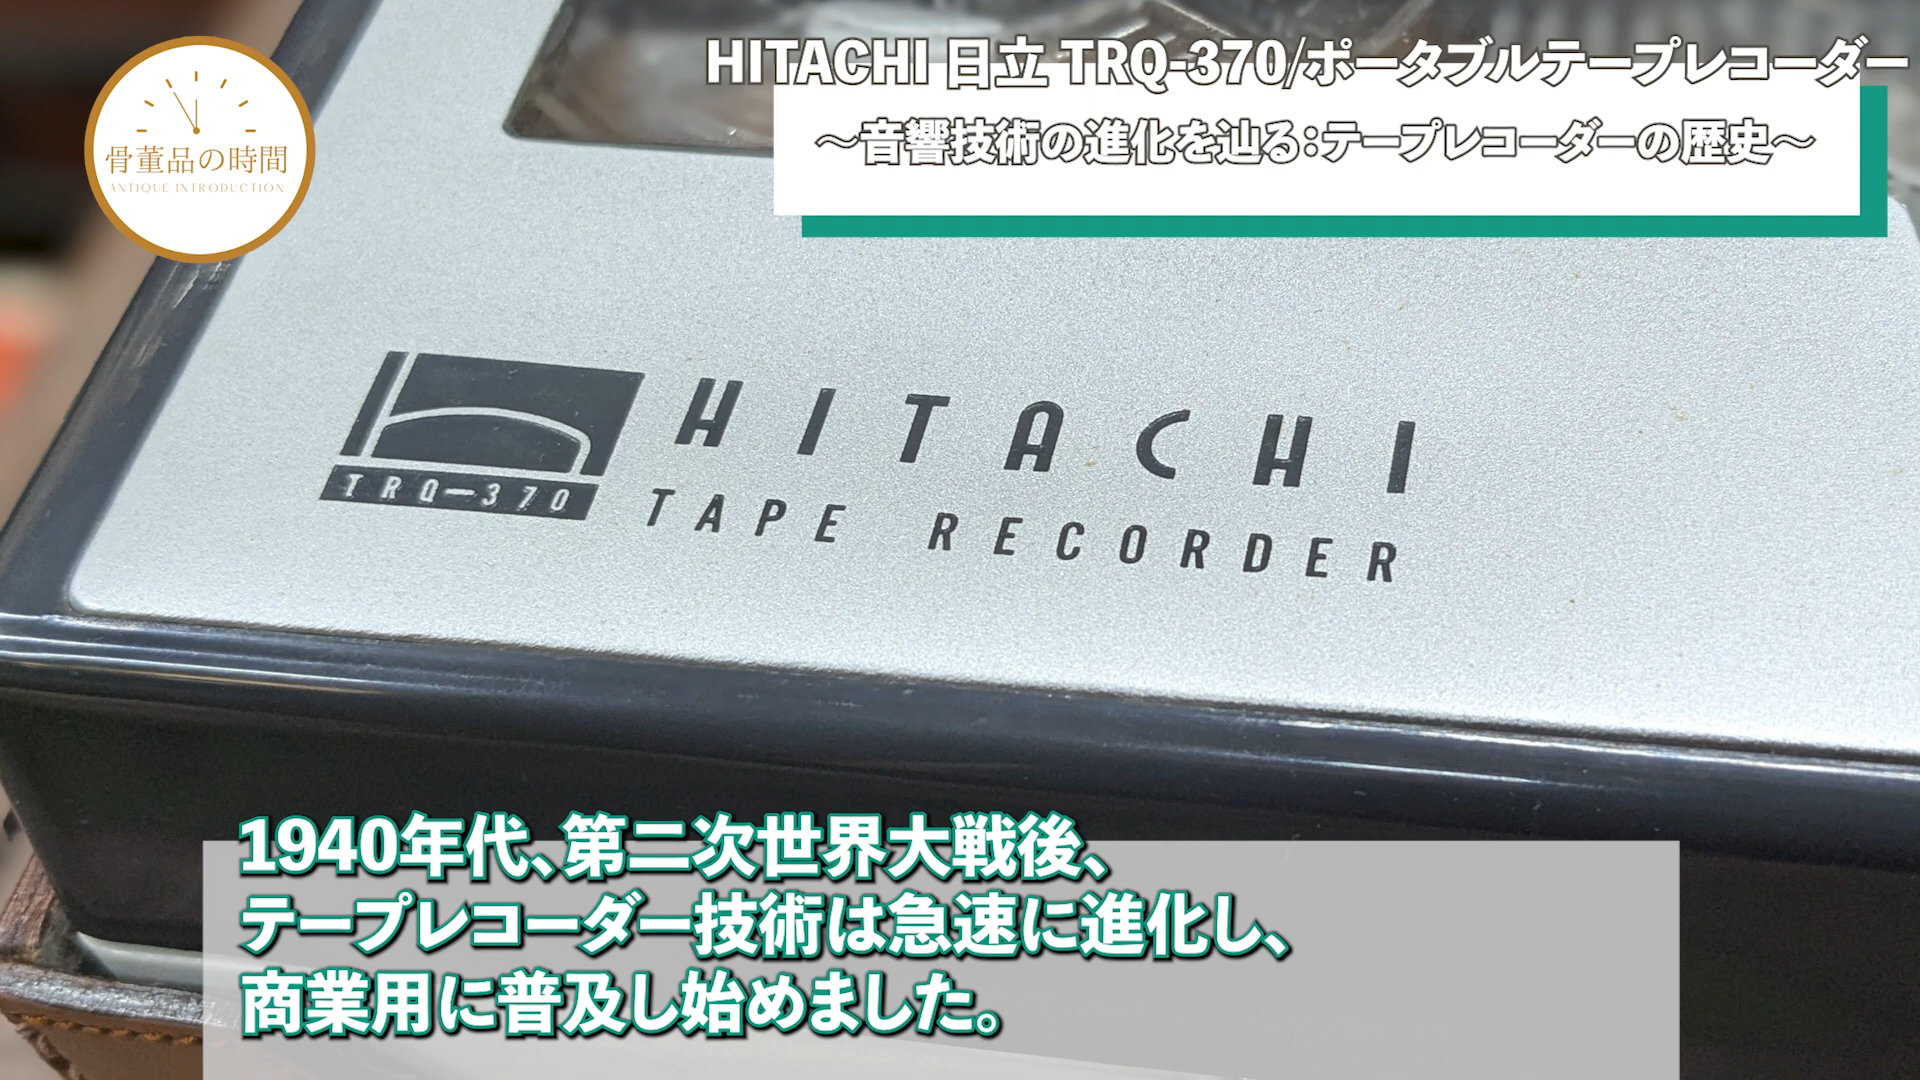 HITACHI 日立 TRQ-370/ポータブルテープレコーダー
～音響技術の進化を辿る：テープレコーダーの歴史～
骨董品の時間
ANTIQUE INTRODUCTION
HITACHI
TRQ-370
TAPE RECORDER
1940年代、第二次世界大戦後、
テープレコーダー技術は急速に進化し、
商業用に普及し始めました。